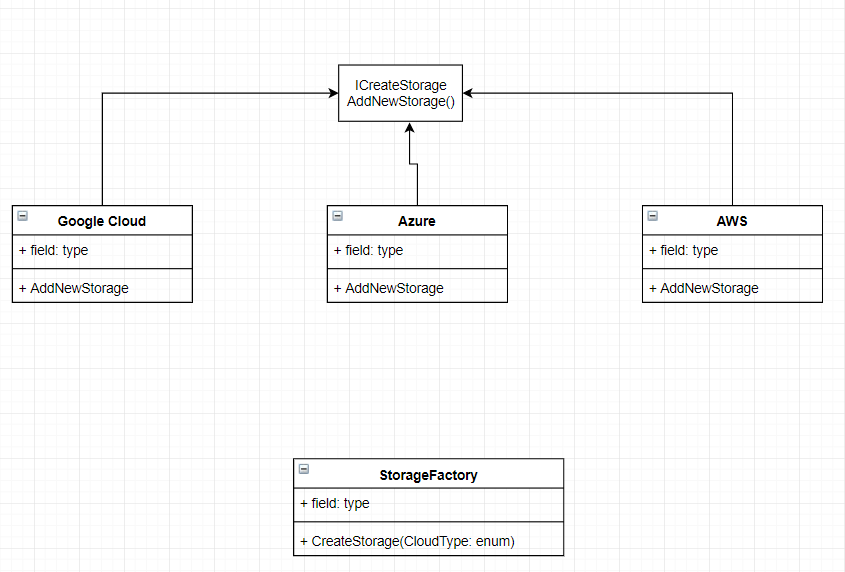 ICreateStorage
AddNewStorage()
Google Cloud
+ field: type
+ AddNewStorage
Azure
+ field: type
+ AddNewStorage
AWS
+ field: type
+ AddNewStorage
StorageFactory
+ field: type
+ CreateStorage(CloudType: enum)